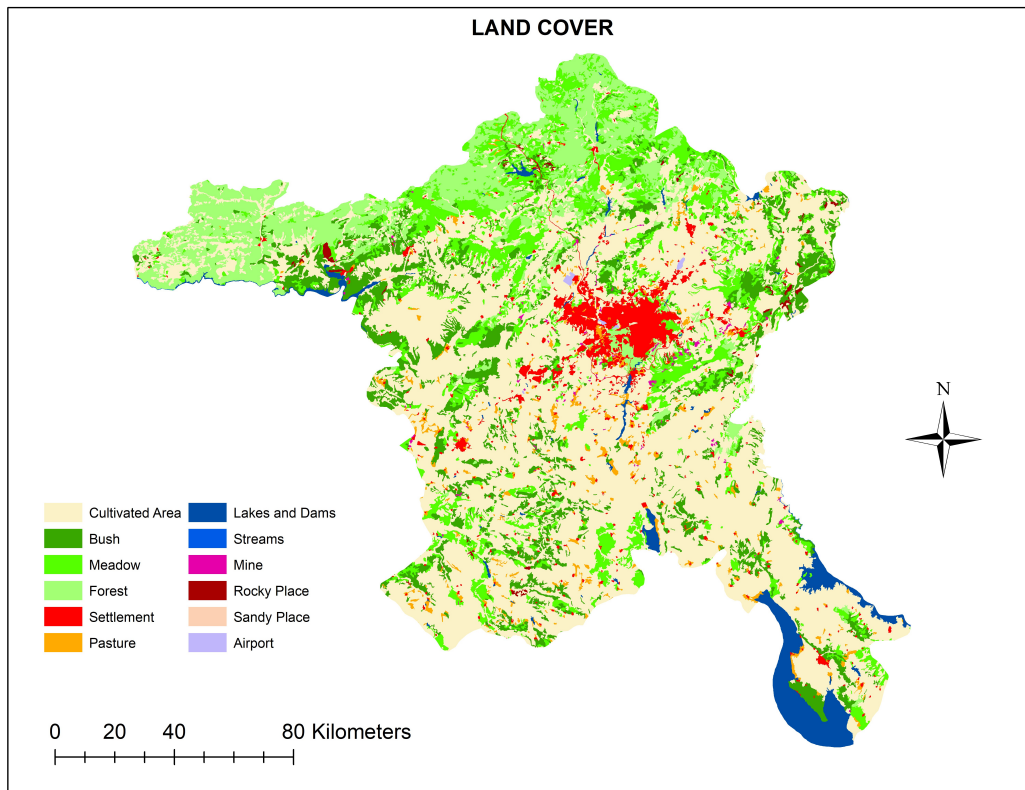 LAND COVER
N
Cultivated Area
Bush
Meadow
Forest
Settlement
Pasture
Lakes and Dams
Streams
Mine
Rocky Place
Sandy Place
Airport
0 20 40 80 Kilometers